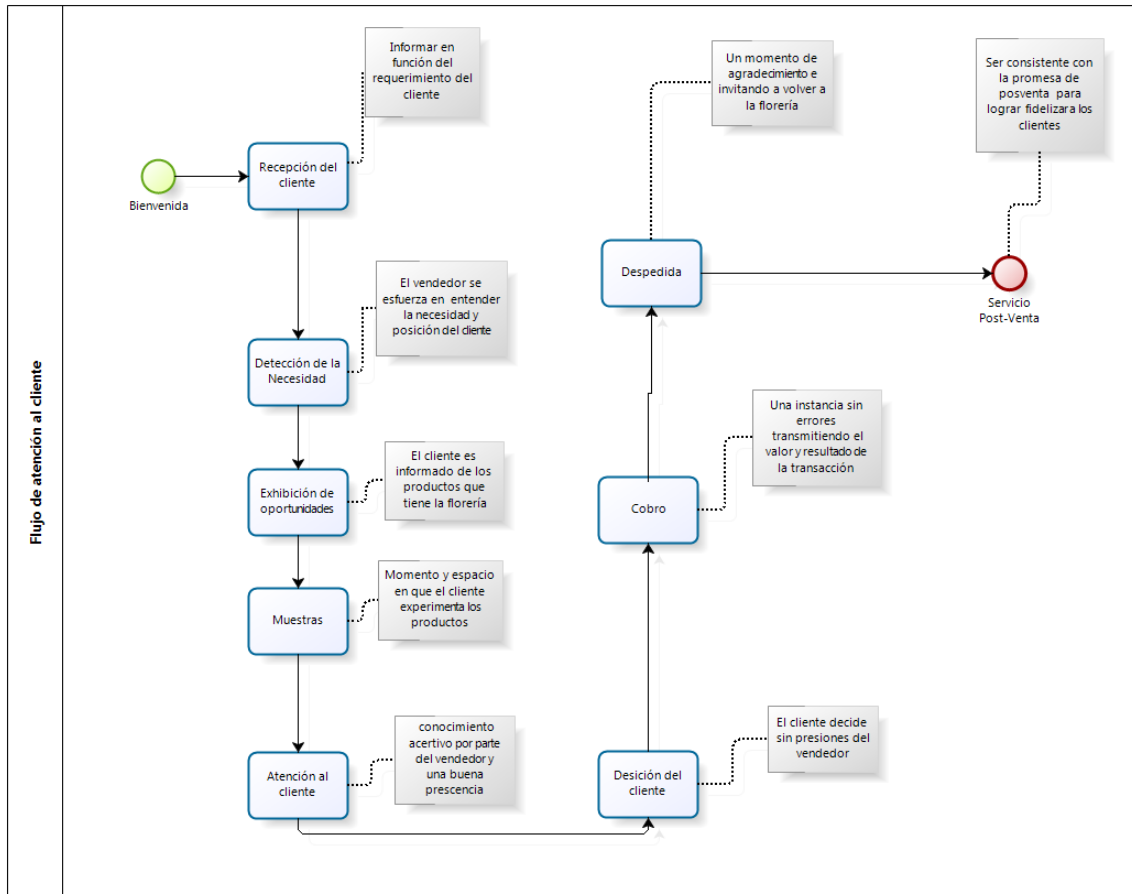 Flujo de atención al cliente
Bienvenida
Recepción del
cliente
Informar en
función del
requerimiento del
cliente
Detección de la
Necesidad
El vendedor se
esfuerza en entender
la necesidad y
posición del cliente
Exhibición de
oportunidades
El cliente es
informado de los
productos que
tiene la florería
Muestras
Momento y espacio
en que el cliente
experimenta los
productos
Atención al
cliente
conocimiento
acertivo por parte
del vendedor y
una buena
prescencia
Desición del
cliente
El cliente decide
sin presiones del
vendedor
Cobro
Una instancia sin
errores
transmitiendo el
valor y resultado de
la transacción
Despedida
Un momento de
agradecimiento e
invitando a volver a
la florería
Servicio
Post-Venta
Ser consistente con
la promesa de
posventa para
lograr fidelizara los
clientes